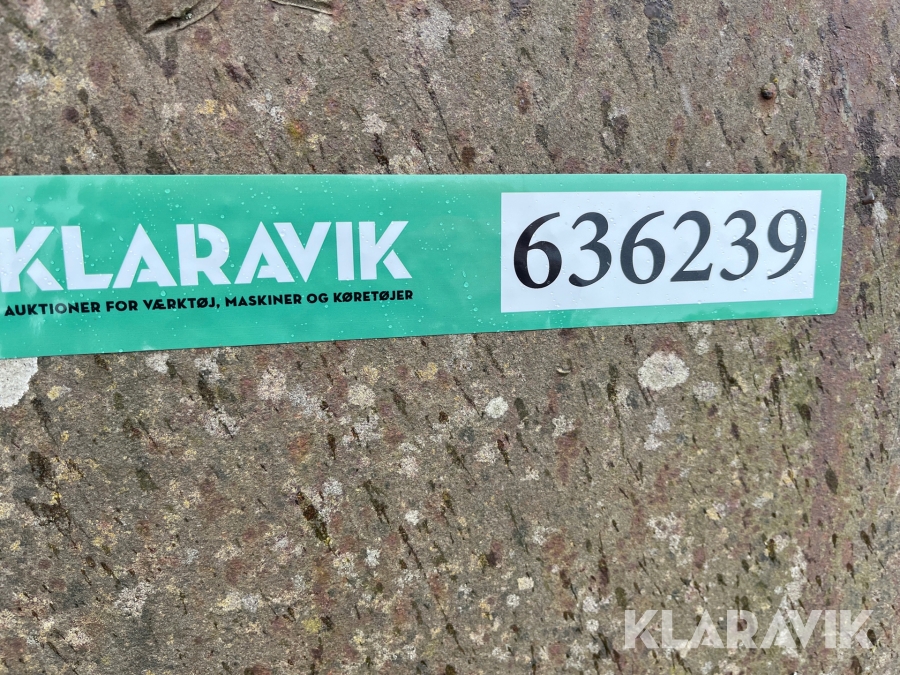 KLARAVIK
AUKTIONER FOR VÆRKTØJ, MASKINER OG KØRETØJER
636239
KLARAVIK